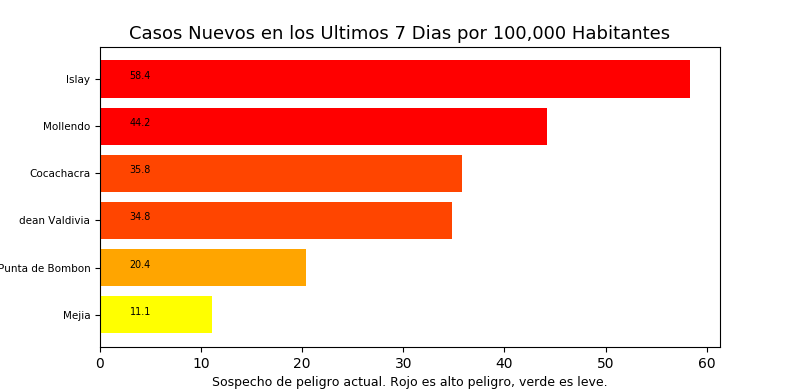 Casos Nuevos en los Ultimos 7 Dias por 100,000 Habitantes
Islay 58.4
Mollendo 44.2
Cocachacra 35.8
dean Valdivia 34.8
Punta de Bombon 20.4
Mejia 11.1
0 10 20 30 40 50 60
Sospecho de peligro actual. Rojo es alto peligro, verde es leve.